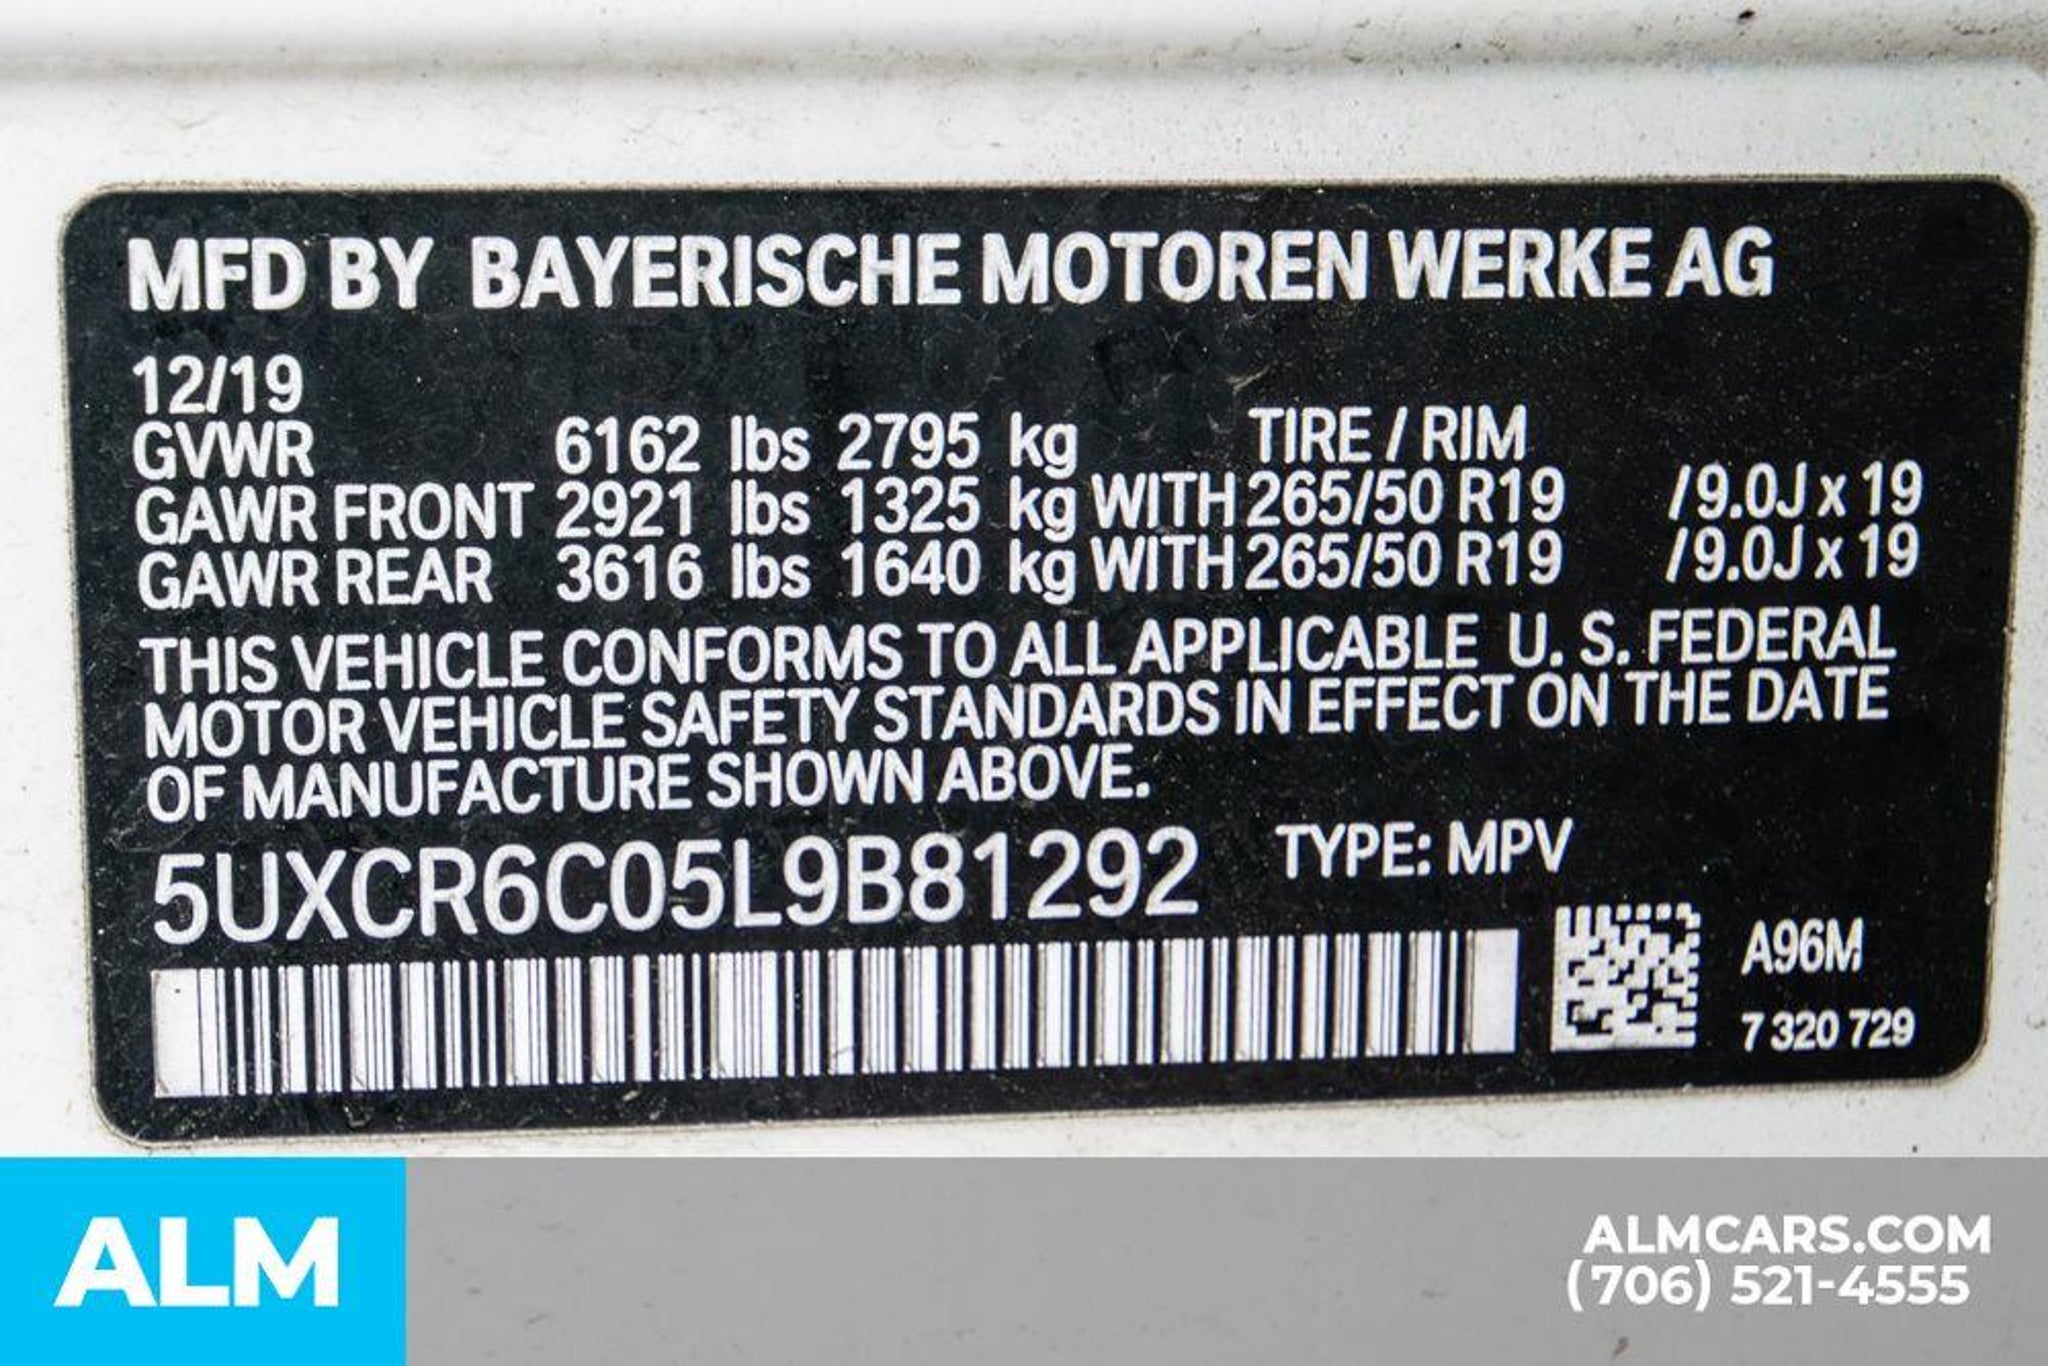 MFD BY BAYERISCHE MOTOREN WERKE AG
12/19
GVWR 6162 lbs 2795 kg TIRE / RIM
GAWR FRONT 2921 lbs 1325 kg WITH 265/50 R19 /9.0J x 19
GAWR REAR 3616 lbs 1640 kg WITH 265/50 R19 /9.0J x 19
THIS VEHICLE CONFORMS TO ALL APPLICABLE U. S. FEDERAL
MOTOR VEHICLE SAFETY STANDARDS IN EFFECT ON THE DATE
OF MANUFACTURE SHOWN ABOVE.
5UXCR6C05L9B81292 TYPE: MPV
A96M
7 320 729
ALM
ALMCARS.COM
(706) 521-4555